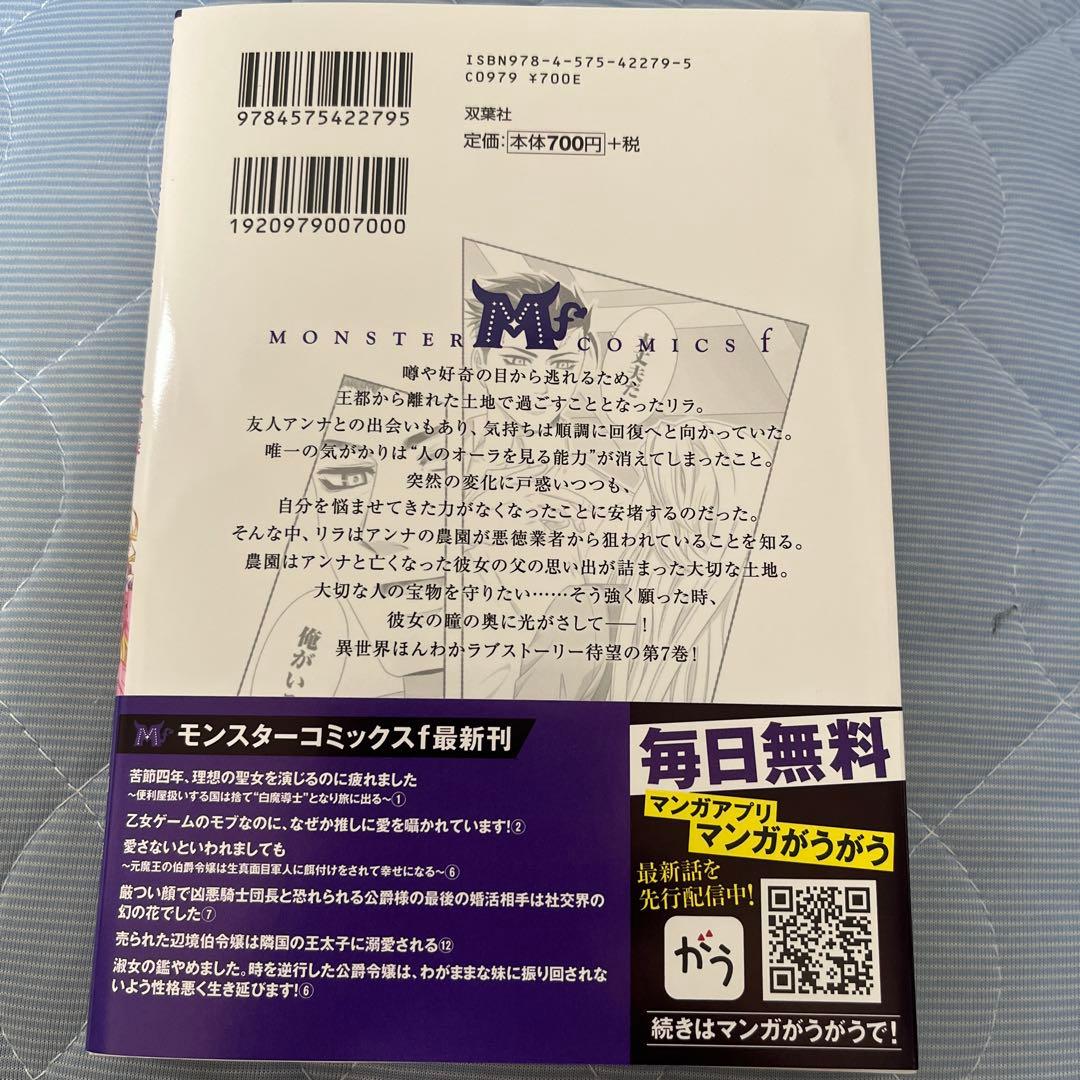 ISBN978-4-575-42279-5
C0979 ¥700E
9784575422795
双葉社
定価：本体700円+税
1920979007000
Mf
MONSTER COMICS f
丈夫だ
噂や好奇の目から逃れるため、
王都から離れた土地で過ごすこととなったリラ。
友人アンナとの出会いもあり、気持ちは順調に回復へと向かっていた。
唯一の気がかりは“人のオーラを見る能力”が消えてしまったこと。
突然の変化に戸惑いつつも、
自分を悩ませてきた力がなくなったことに安堵するのだった。
そんな中、リラはアンナの農園が悪徳業者から狙われていることを知る。
農園はアンナと亡くなった彼女の父の思い出が詰まった大切な土地。
大切な人の宝物を守りたい……そう強く願った時、
彼女の瞳の奥に光がさして──！
異世界ほんわかラブストーリー待望の第7巻！
俺がい
Mf モンスターコミックスf最新刊
苦節四年、理想の聖女を演じるのに疲れました
～便利屋扱いする国は捨て“白魔導士”となり旅に出る～①
乙女ゲームのモブなのに、なぜか推しに愛を囁かれています！②
愛さないといわれましても
～元魔王の伯爵令嬢は生真面目軍人に餌付けをされて幸せになる～⑥
厳つい顔で凶悪騎士団長と恐れられる公爵様の最後の婚活相手は社交界の
幻の花でした⑦
売られた辺境伯令嬢は隣国の王太子に溺愛される⑫
淑女の鑑やめました。時を逆行した公爵令嬢は、わがままな妹に振り回されな
いよう性格悪く生き延びます！⑥
毎日無料
マンガアプリ
マンガがうがう
最新話を
先行配信中！
がう
続きはマンガがうがうで！